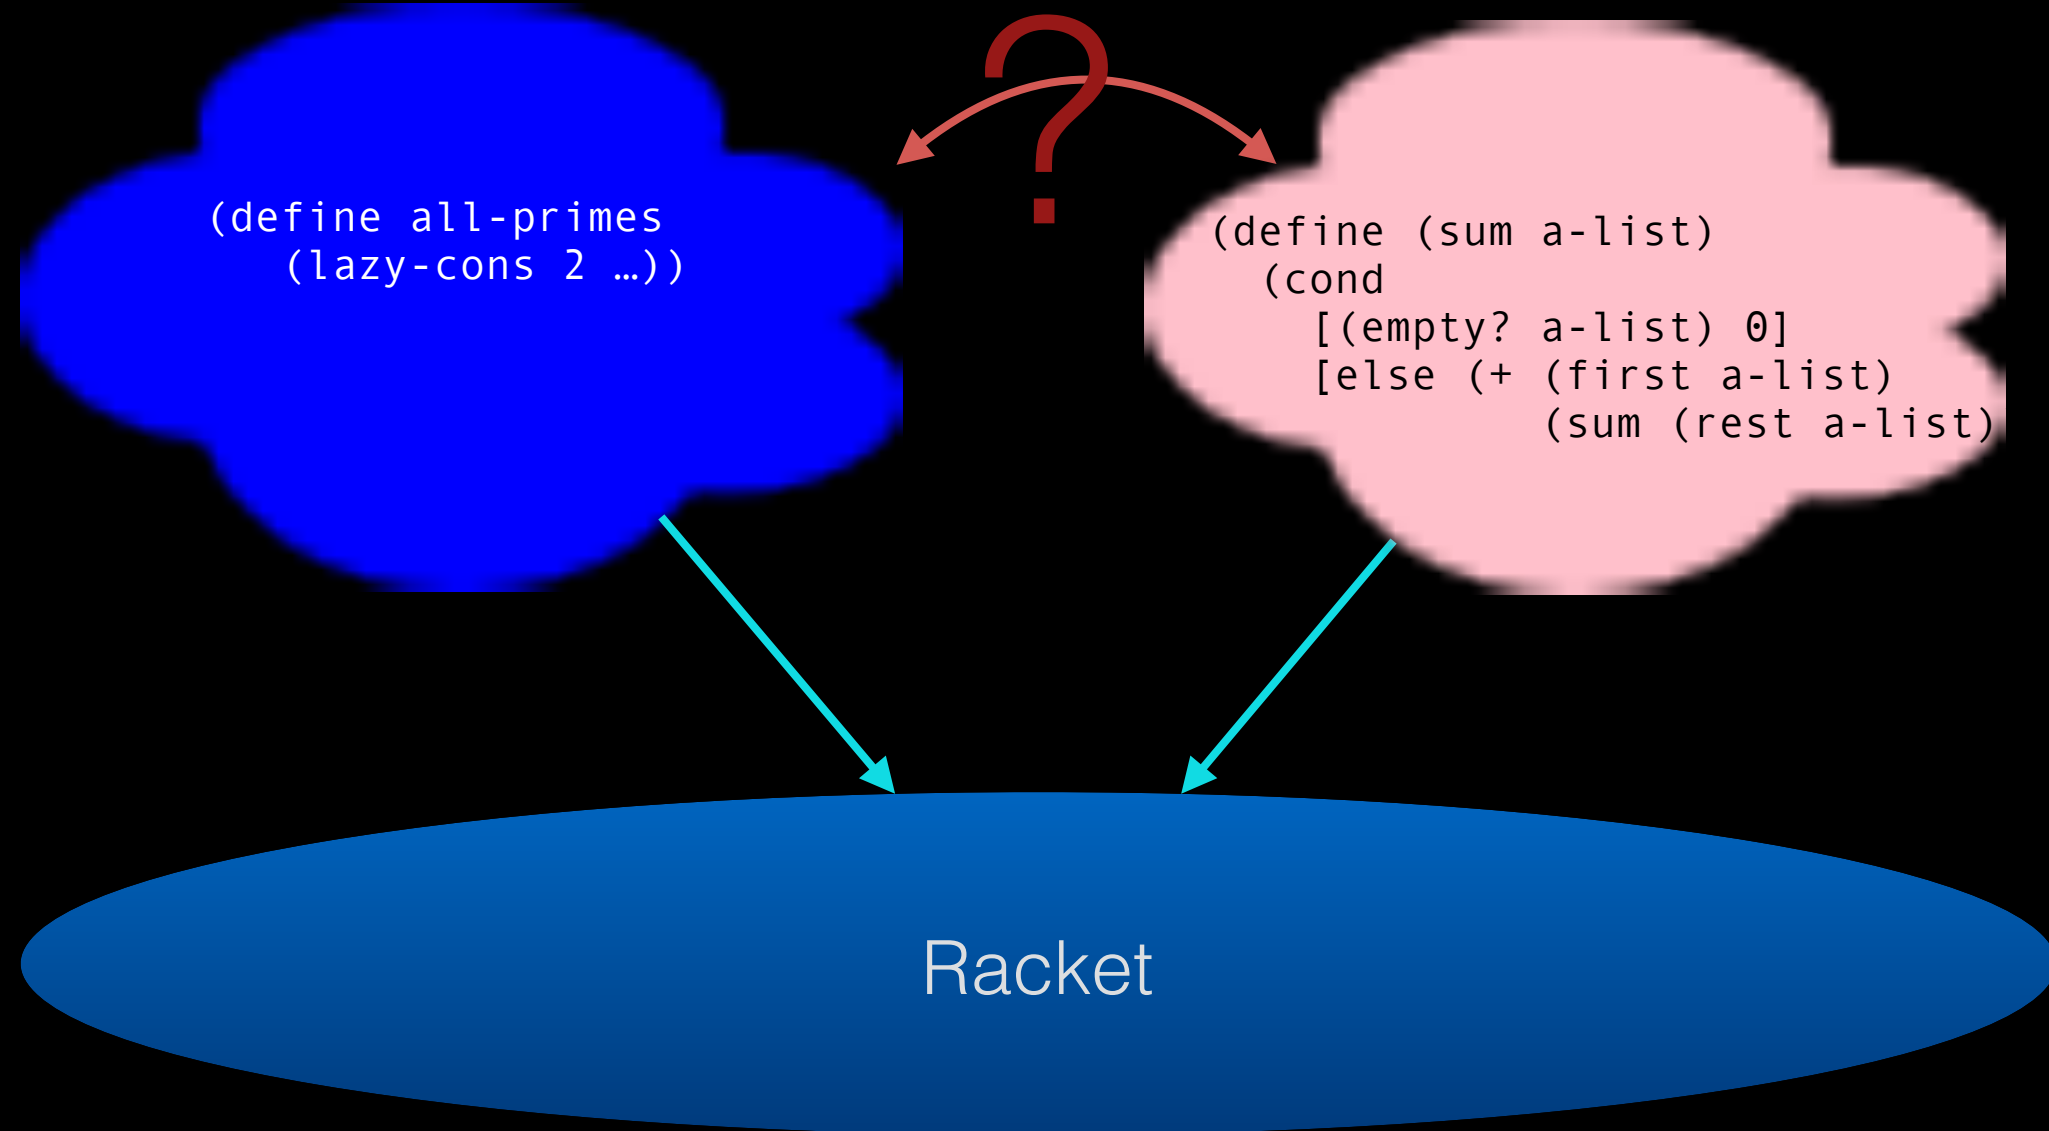 ?
(define all-primes
(lazy-cons 2 …))
(define (sum a-list)
(cond
[(empty? a-list) 0]
[else (+ (first a-list)
(sum (rest a-list)
Racket